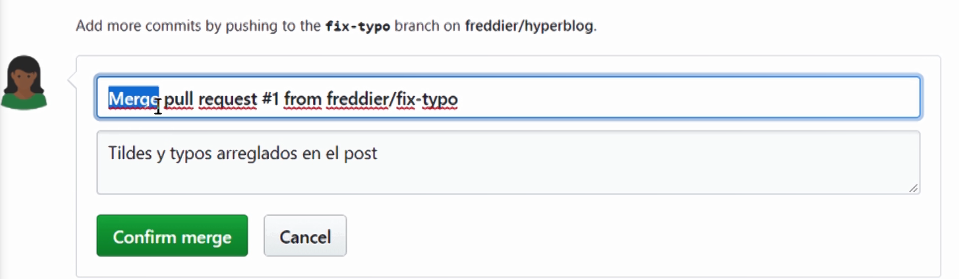 Add more commits by pushing to the fix-typo branch on freddier/hyperblog.
Merge pull request #1 from freddier/fix-typo
Tildes y typos arreglados en el post
Confirm merge
Cancel